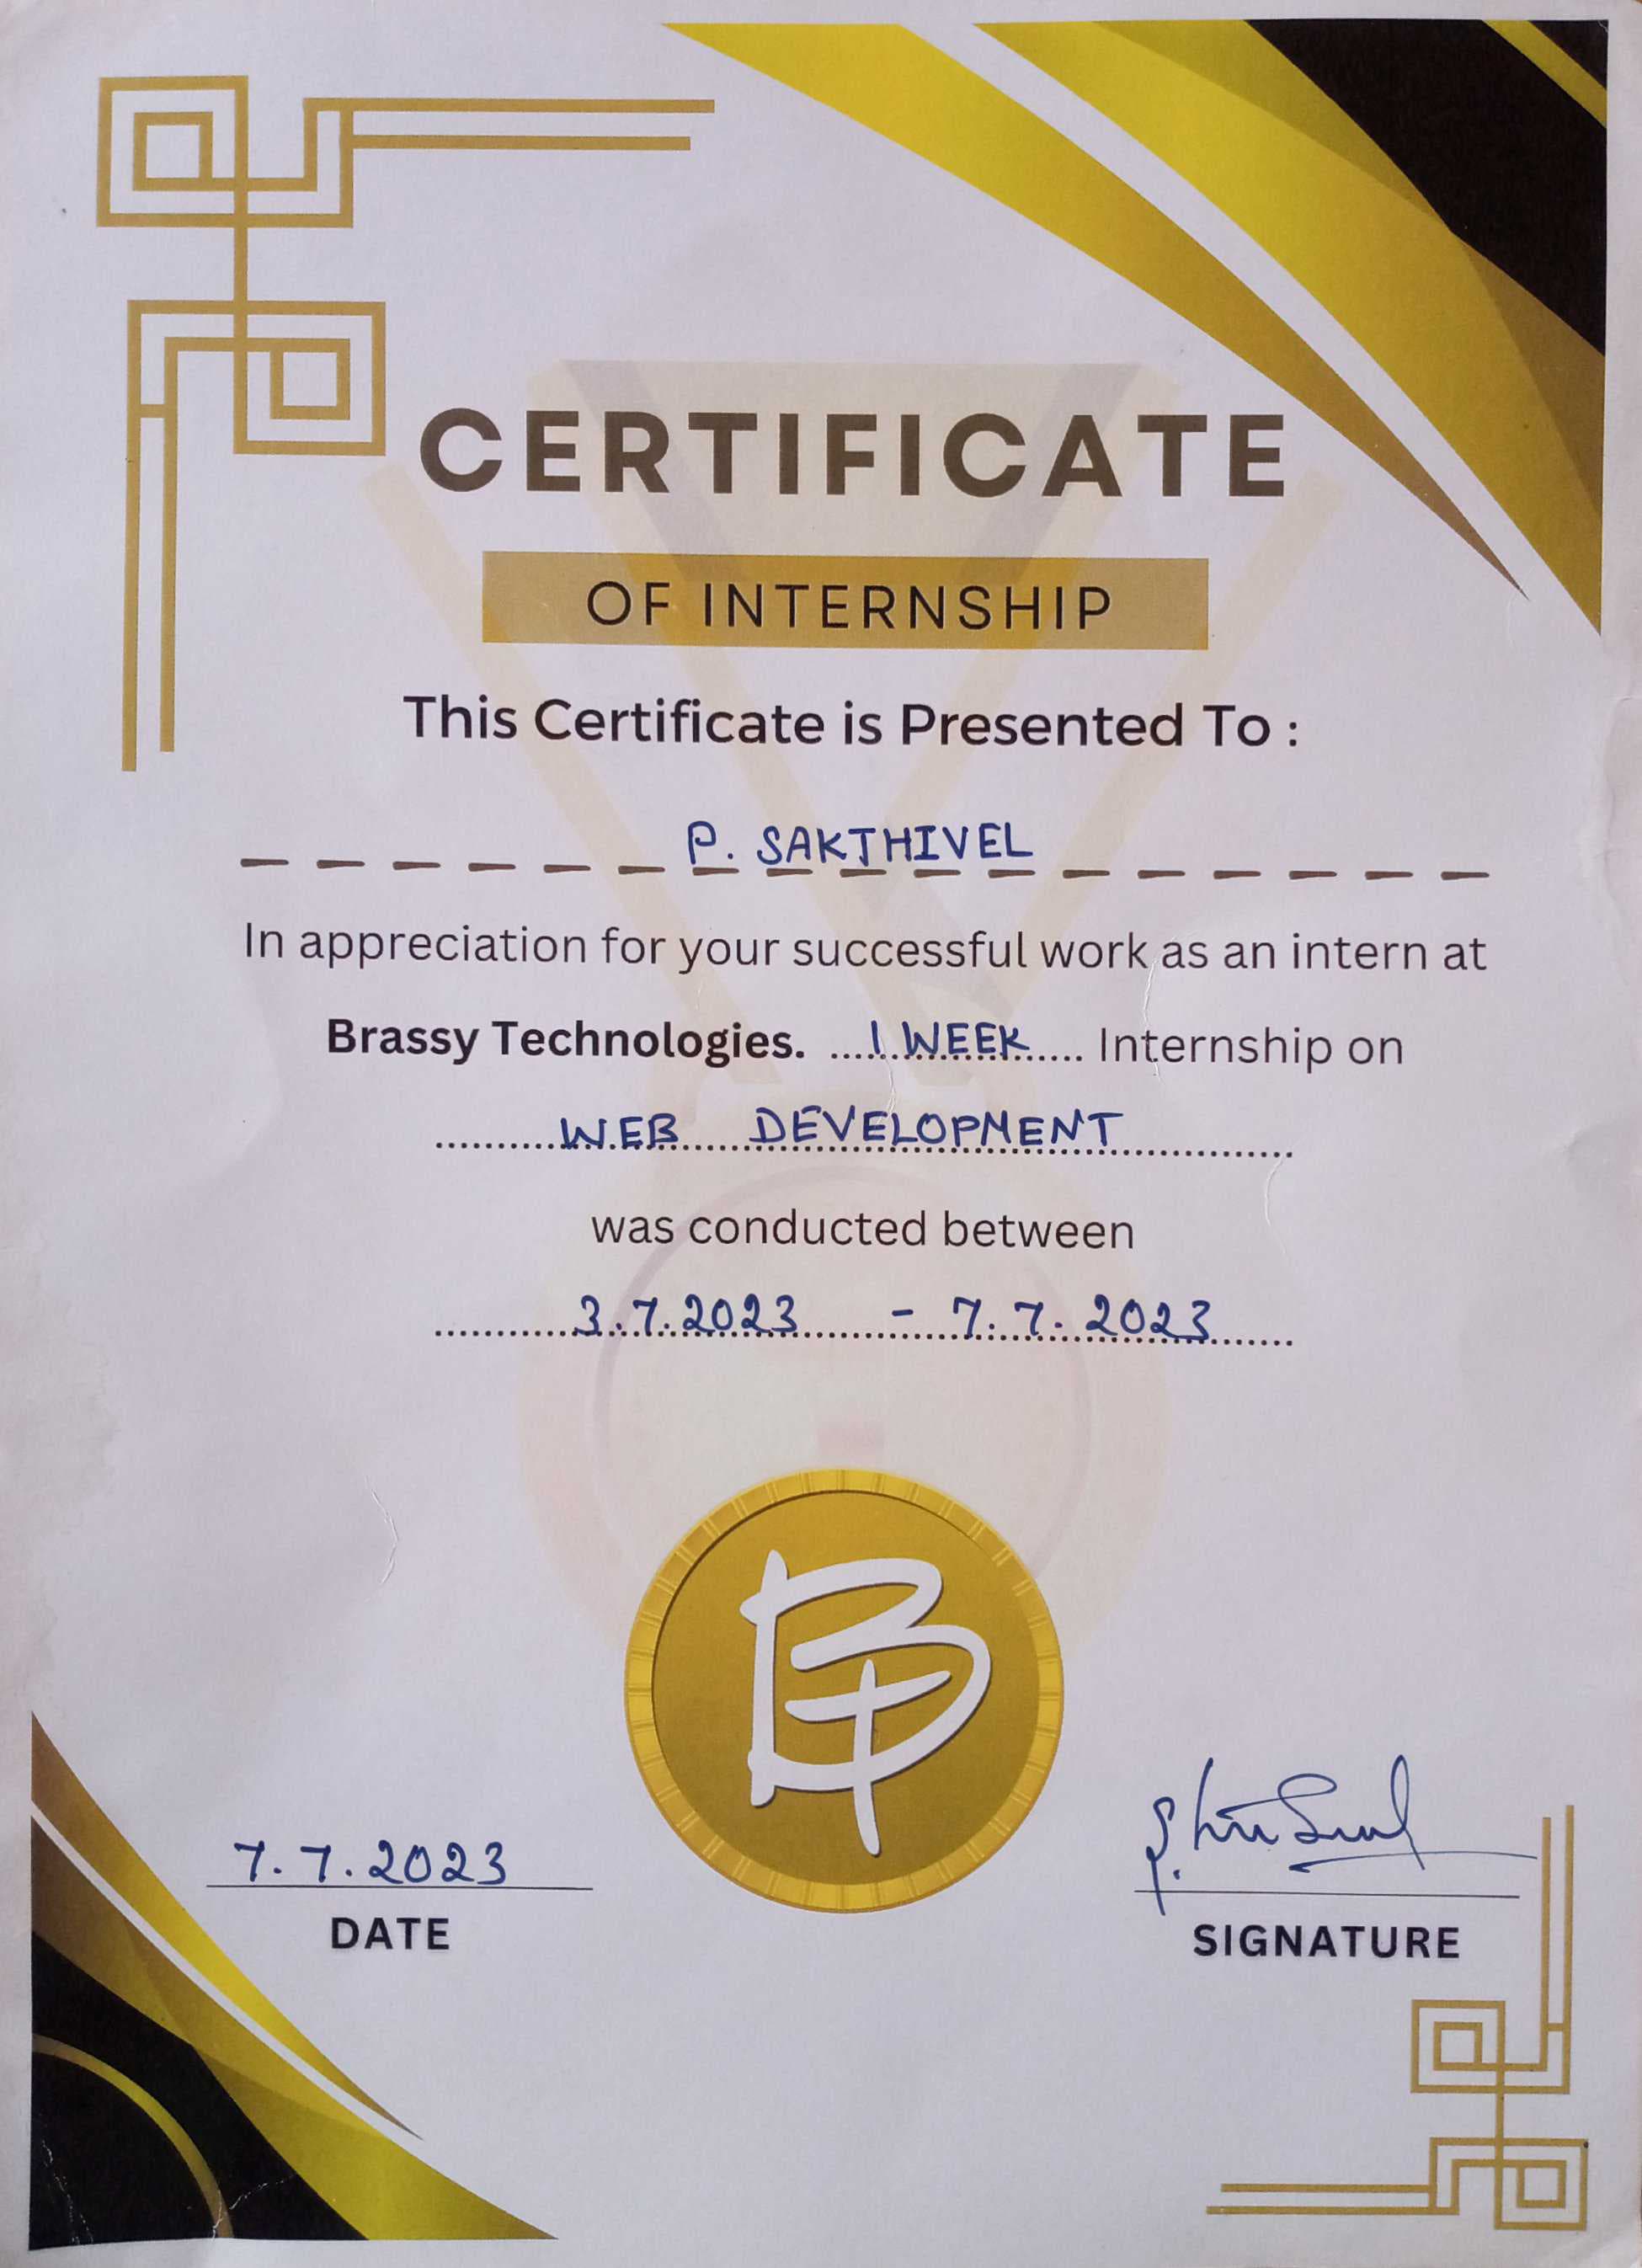 CERTIFICATE
OF INTERNSHIP
This Certificate is Presented To :
P. SAKTHIVEL
In appreciation for your successful work as an intern at
Brassy Technologies. 1 WEEK Internship on
WEB DEVELOPMENT
was conducted between
3.7.2023 - 7.7.2023
BT
7.7.2023
DATE
SIGNATURE